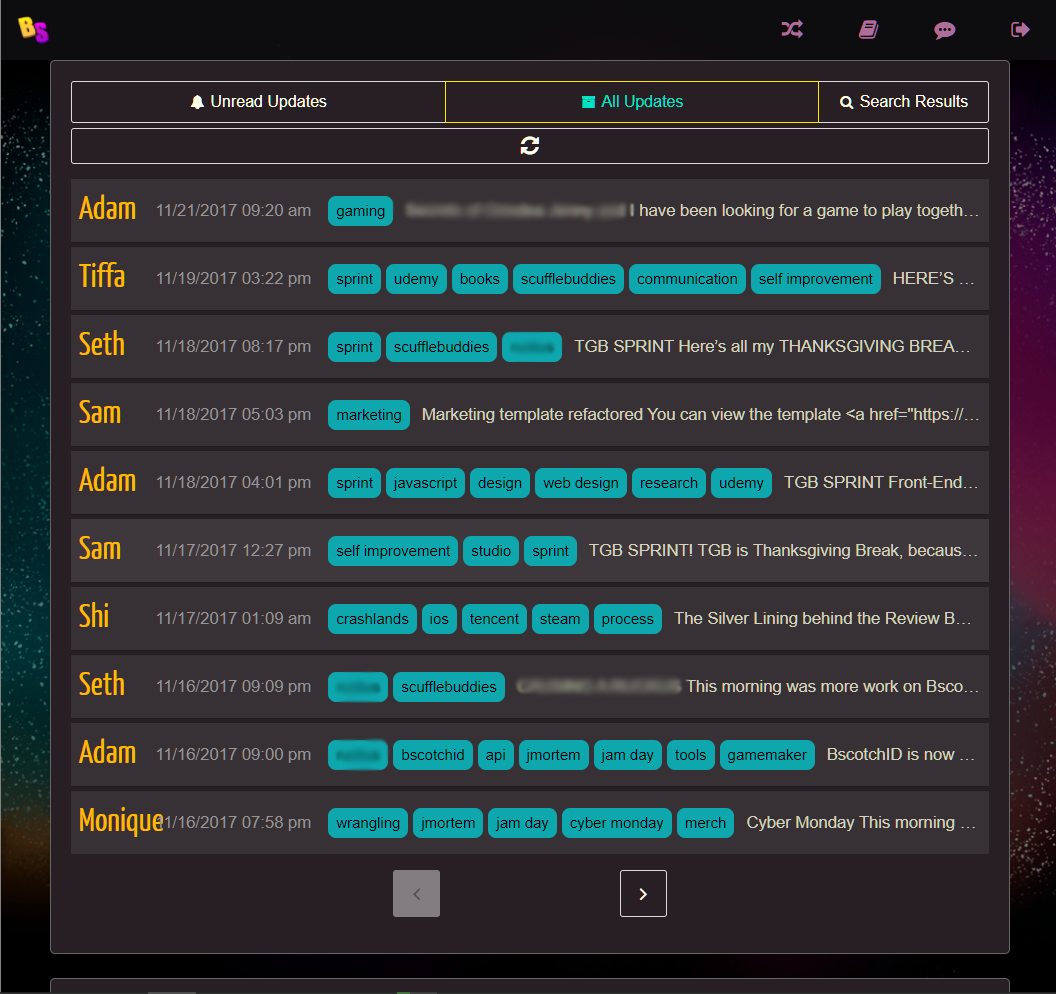 BS
Unread Updates All Updates Search Results
Adam 11/21/2017 09:20 am gaming I have been looking for a game to play togeth…
Tiffa 11/19/2017 03:22 pm sprint udemy books scufflebuddies communication self improvement HERE'S …
Seth 11/18/2017 08:17 pm sprint scufflebuddies TGB SPRINT Here's all my THANKSGIVING BREA…
Sam 11/18/2017 05:03 pm marketing Marketing template refactored You can view the template <a href="https://…
Adam 11/18/2017 04:01 pm sprint javascript design web design research udemy TGB SPRINT Front-End…
Sam 11/17/2017 12:27 pm self improvement studio sprint TGB SPRINT! TGB is Thanksgiving Break, becaus…
Shi 11/17/2017 01:09 am crashlands ios tencent steam process The Silver Lining behind the Review B…
Seth 11/16/2017 09:09 pm scufflebuddies This morning was more work on Bsco…
Adam 11/16/2017 09:00 pm bscotchid api jmortem jam day tools gamemaker BscotchID is now …
Monique 11/16/2017 07:58 pm wrangling jmortem jam day cyber monday merch Cyber Monday This morning …